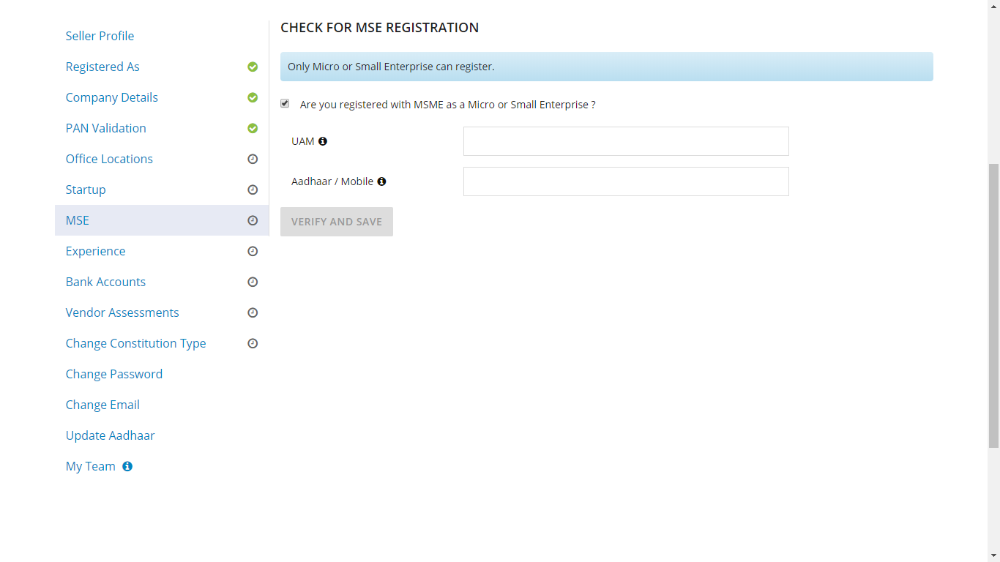 Seller Profile
Registered As
Company Details
PAN Validation
Office Locations
Startup
MSE
Experience
Bank Accounts
Vendor Assessments
Change Constitution Type
Change Password
Change Email
Update Aadhaar
My Team
CHECK FOR MSE REGISTRATION
Only Micro or Small Enterprise can register.
Are you registered with MSME as a Micro or Small Enterprise ?
UAM
Aadhaar / Mobile
VERIFY AND SAVE